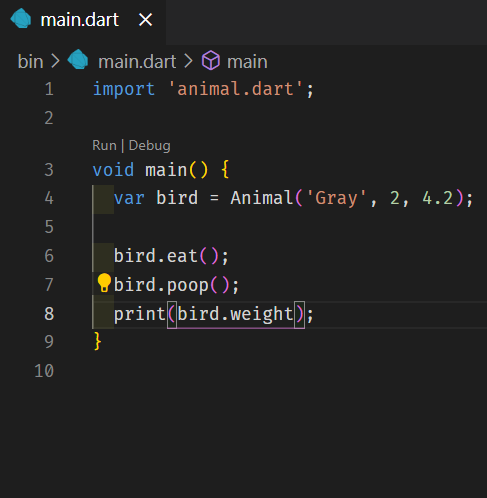 main.dart
bin > main.dart > main
1 import 'animal.dart';
2
Run | Debug
3 void main() {
4 var bird = Animal('Gray', 2, 4.2);
5
6 bird.eat();
7 bird.poop();
8 print(bird.weight);
9 }
10